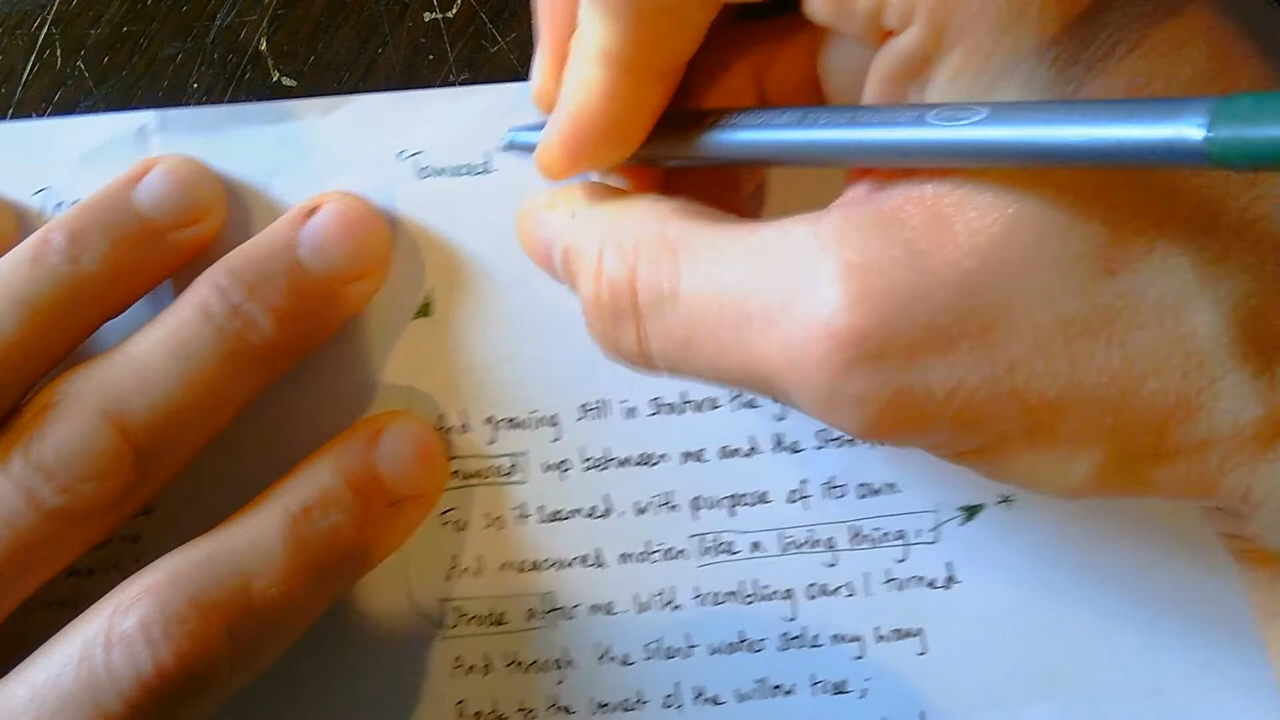 Towered
And growing still in stature the
Towered up between me and the stars
For so it seemed, with purpose of its own
And measured motion like a living thing, *
Strode after me. With trembling oars I turned
And through the silent water stole my way
Back to the covert of the willow tree;